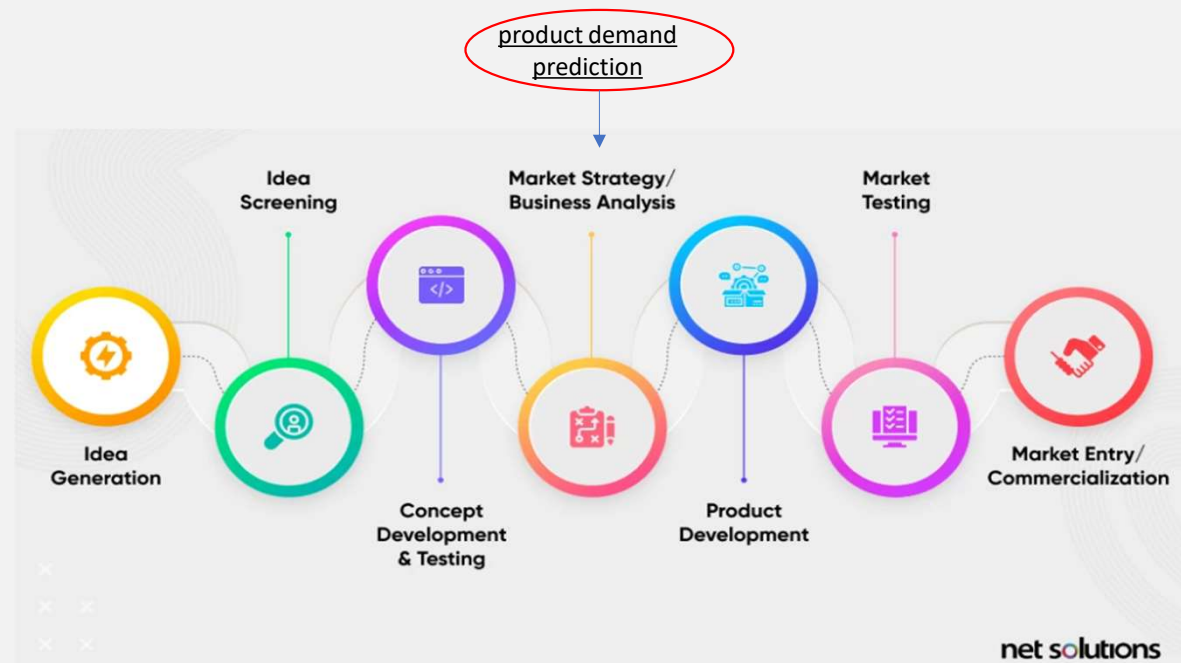 product demand
prediction
Idea
Screening
Market Strategy/
Business Analysis
Market
Testing
Idea
Generation
Concept
Development
& Testing
Product
Development
Market Entry/
Commercialization
net solutions